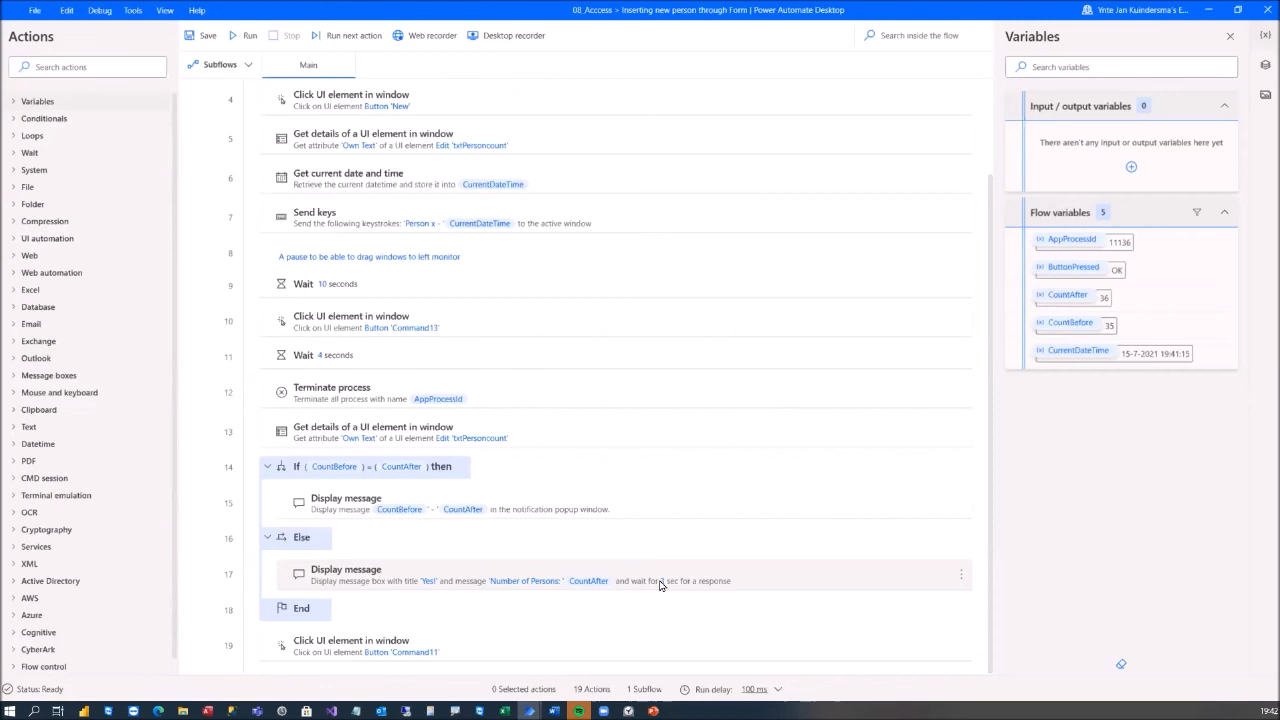 File Edit Debug Tools View Help
08_Acccess > Inserting new person through Form | Power Automate Desktop
Ynte Jan Kuindersma's E...
Actions
Search actions
Variables
Conditionals
Loops
Wait
System
File
Folder
Compression
UI automation
Web
Web automation
Excel
Database
Email
Exchange
Outlook
Message boxes
Mouse and keyboard
Clipboard
Text
Datetime
PDF
CMD session
Terminal emulation
OCR
Cryptography
Services
XML
Active Directory
AWS
Azure
Cognitive
CyberArk
Flow control
Save Run Stop Run next action Web recorder Desktop recorder
Search inside the flow
Subflows Main
4 Click UI element in window
Click on UI element Button 'New'
5 Get details of a UI element in window
Get attribute 'Own Text' of a UI element Edit 'txtPersoncount'
6 Get current date and time
Retrieve the current datetime and store it into CurrentDateTime
7 Send keys
Send the following keystrokes: 'Person x - ' CurrentDateTime to the active window
8 A pause to be able to drag windows to left monitor
9 Wait 10 seconds
10 Click UI element in window
Click on UI element Button 'Command13'
11 Wait 4 seconds
12 Terminate process
Terminate all process with name AppProcessId
13 Get details of a UI element in window
Get attribute 'Own Text' of a UI element Edit 'txtPersoncount'
14 If ( CountBefore ) = ( CountAfter ) then
15 Display message
Display message CountBefore ' - ' CountAfter in the notification popup window.
16 Else
17 Display message
Display message box with title 'Yes!' and message 'Number of Persons: ' CountAfter and wait for sec for a response
18 End
19 Click UI element in window
Click on UI element Button 'Command11'
Variables
Search variables
Input / output variables 0
There aren't any input or output variables here yet
Flow variables 5
(x) AppProcessId 11136
(x) ButtonPressed OK
(x) CountAfter 36
(x) CountBefore 35
(x) CurrentDateTime 15-7-2021 19:41:15
Status: Ready
0 Selected actions 19 Actions 1 Subflow Run delay: 100 ms
19:42